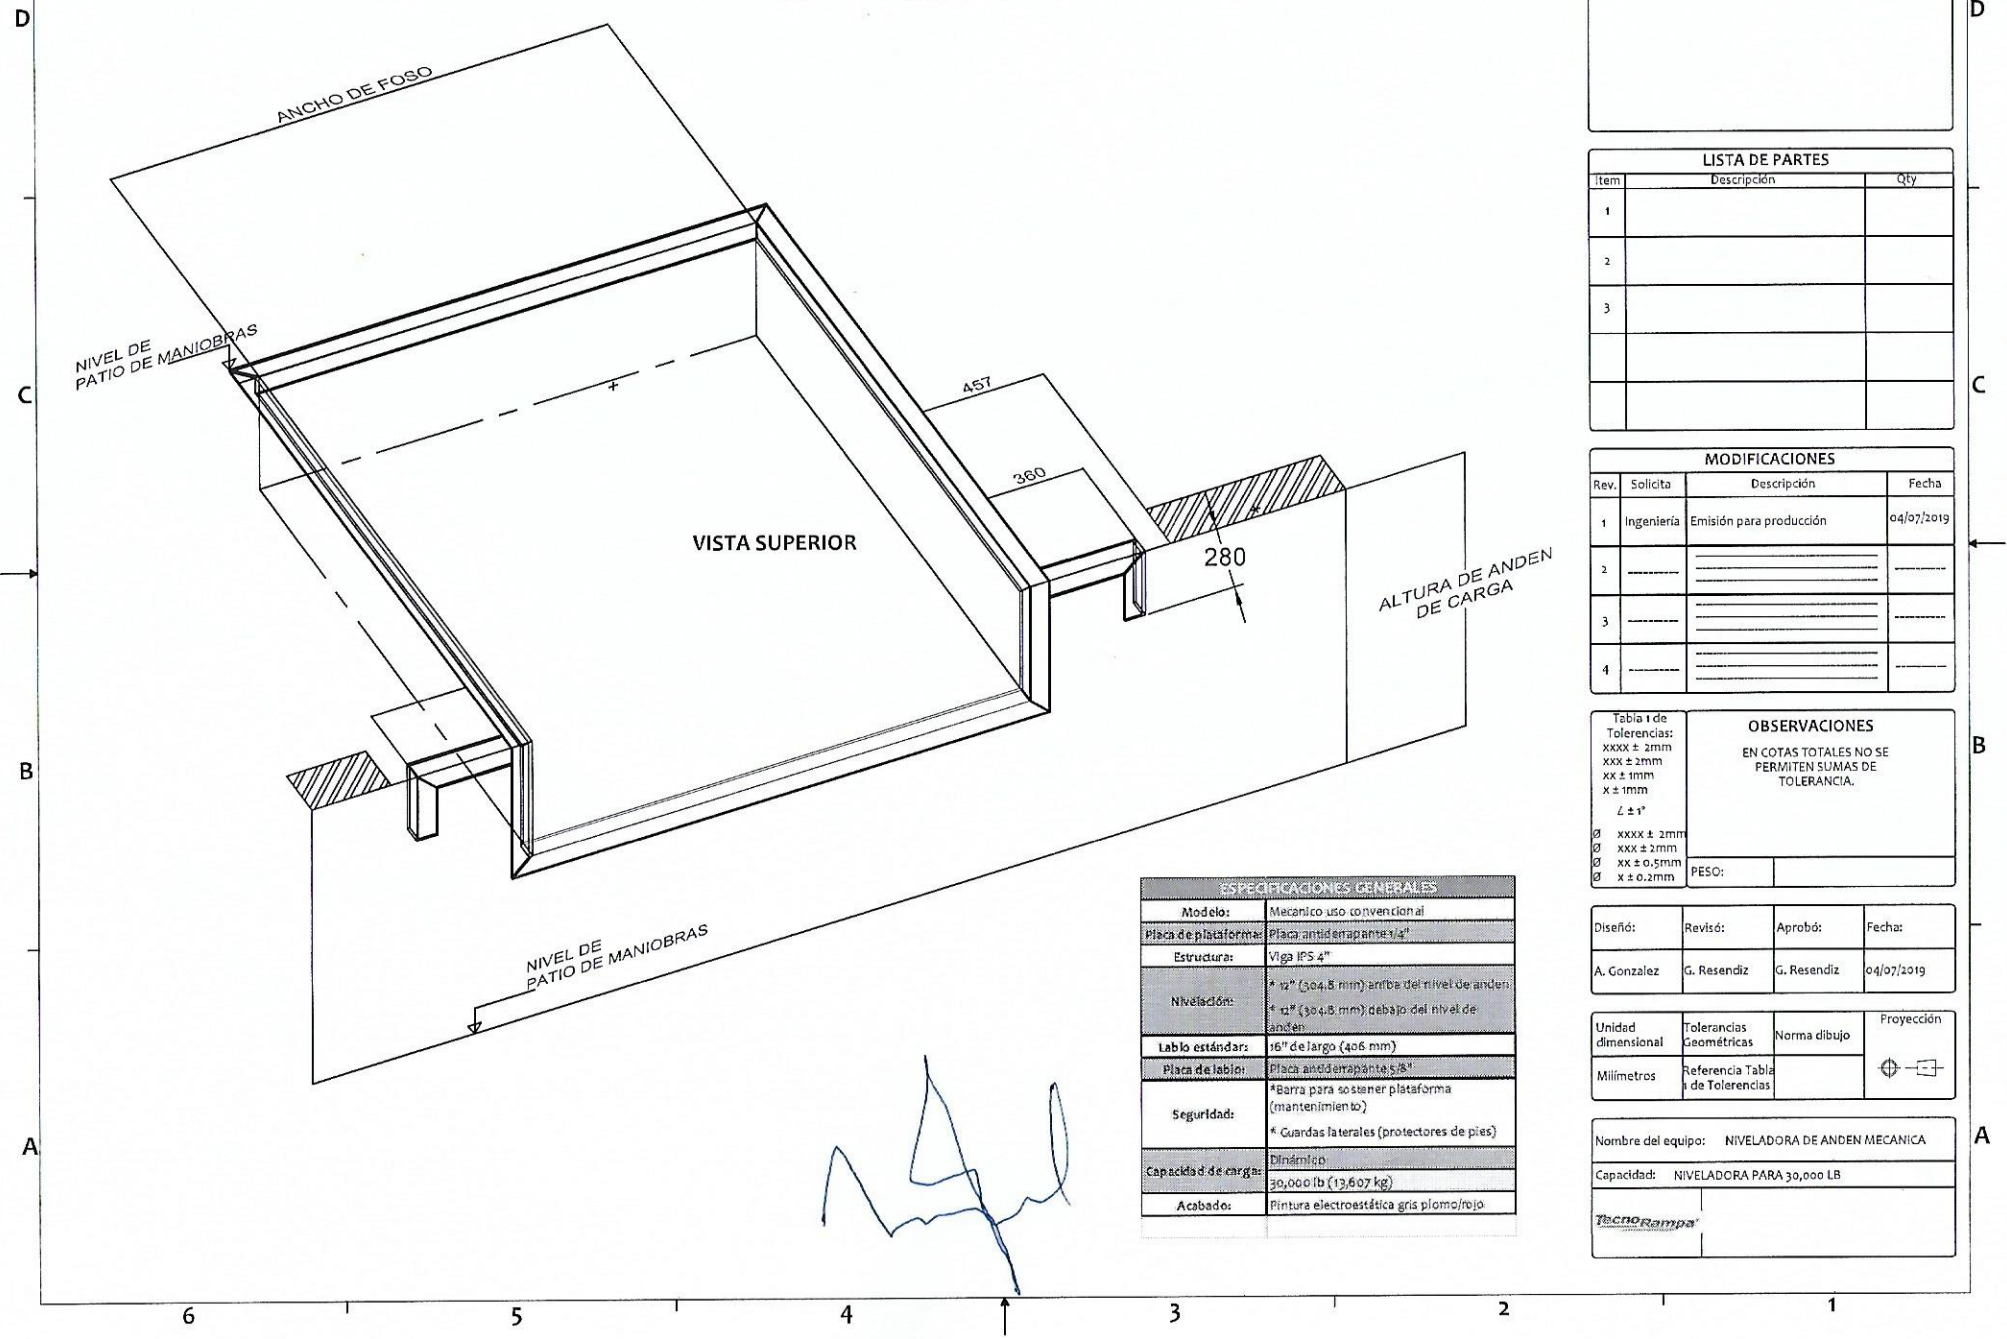 D
D
ANCHO DE FOSO
NIVEL DE
PATIO DE MANIOBRAS
C
C
457
360
280
VISTA SUPERIOR
ALTURA DE ANDEN
DE CARGA
B
B
NIVEL DE
PATIO DE MANIOBRAS
A
A
6
5
4
3
2
1
ESPECIFICACIONES GENERALES
Modelo: Mecanico uso convencional
Placa de plataforma: Placa antiderrapante 1/4"
Estructura: Viga IPS 4"
Nivelación: * 12" (304.8 mm) arriba del nivel de anden
* 12" (304.8 mm) debajo del nivel de
anden
Labio estándar: 16" de largo (406 mm)
Placa de labio: Placa antiderrapante 5/8"
Seguridad: *Barra para sostener plataforma
(mantenimiento)
* Guardas laterales (protectores de pies)
Capacidad de carga: Dinámico
30,000 lb (13,607 kg)
Acabado: Pintura electroestática gris plomo/rojo
LISTA DE PARTES
Item Descripción Qty
1
2
3
MODIFICACIONES
Rev. Solicita Descripción Fecha
1 Ingeniería Emisión para producción 04/07/2019
2
3
4
Tabla 1 de
Tolerencias:
xxxx ± 2mm
xxx ± 2mm
xx ± 1mm
x ± 1mm
∠ ± 1°
Ø xxxx ± 2mm
Ø xxx ± 2mm
Ø xx ± 0.5mm
Ø x ± 0.2mm
OBSERVACIONES
EN COTAS TOTALES NO SE
PERMITEN SUMAS DE
TOLERANCIA.
PESO:
Diseñó: Revisó: Aprobó: Fecha:
A. Gonzalez G. Resendiz G. Resendiz 04/07/2019
Unidad
dimensional
Tolerancias
Geométricas
Norma dibujo
Proyección
Milímetros
Referencia Tabla
1 de Tolerencias
Nombre del equipo: NIVELADORA DE ANDEN MECANICA
Capacidad: NIVELADORA PARA 30,000 LB
TecnoRampa